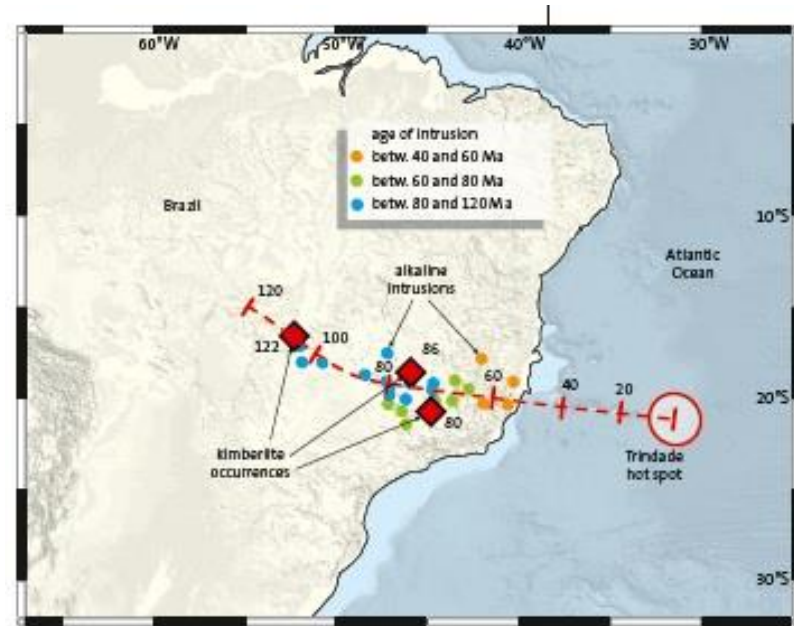 60°W
50°W
40°W
30°W
age of intrusion
betw. 40 and 60 Ma
betw. 60 and 80 Ma
betw. 80 and 120 Ma
Brazil
10°S
Atlantic
Ocean
alkaline
intrusions
120
122
100
86
80
60
40
20
20°S
80
kimberlite
occurrences
Trindade
hot spot
30°S